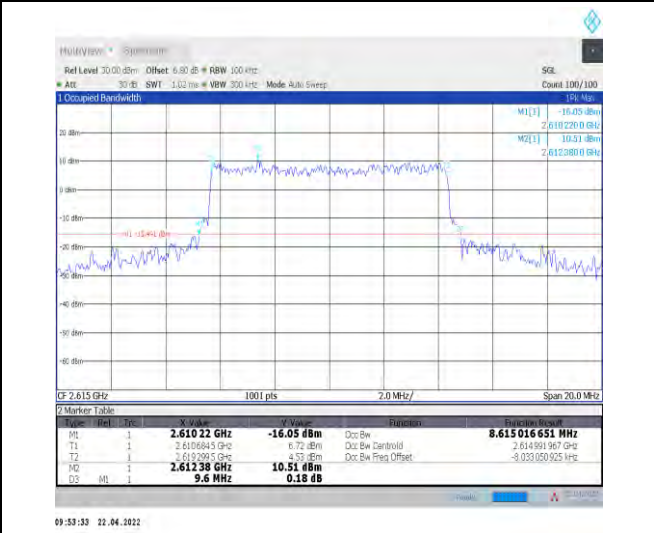 MultiView Spectrum
Ref Level 30.00 dBm Offset 6.80 dB RBW 100 kHz SGL
Att 30 dB SWT 1.02 ms VBW 300 kHz Mode Auto Sweep Count 100/100
1 Occupied Bandwidth 1Pk Max
M1[1] -16.05 dBm
2.610220 0 GHz
M2[1] 10.51 dBm
2.612380 0 GHz
20 dBm
10 dBm
0 dBm
-10 dBm
H1 -15.491 dBm
-20 dBm
-30 dBm
-40 dBm
-50 dBm
-60 dBm
CF 2.615 GHz 1001 pts 2.0 MHz/ Span 20.0 MHz
2 Marker Table
Type Ref Trc X Value Y Value Function Function Result
M1 1 2.610 22 GHz -16.05 dBm Occ Bw 8.615 016 651 MHz
T1 1 2.6106845 GHz 6.72 dBm Occ Bw Centroid 2.614 991 967 GHz
T2 1 2.6192995 GHz 4.53 dBm Occ Bw Freq Offset -8.033 050 925 kHz
M2 1 2.612 38 GHz 10.51 dBm
D3 M1 1 9.6 MHz 0.18 dB
09:53:33 22.04.2022